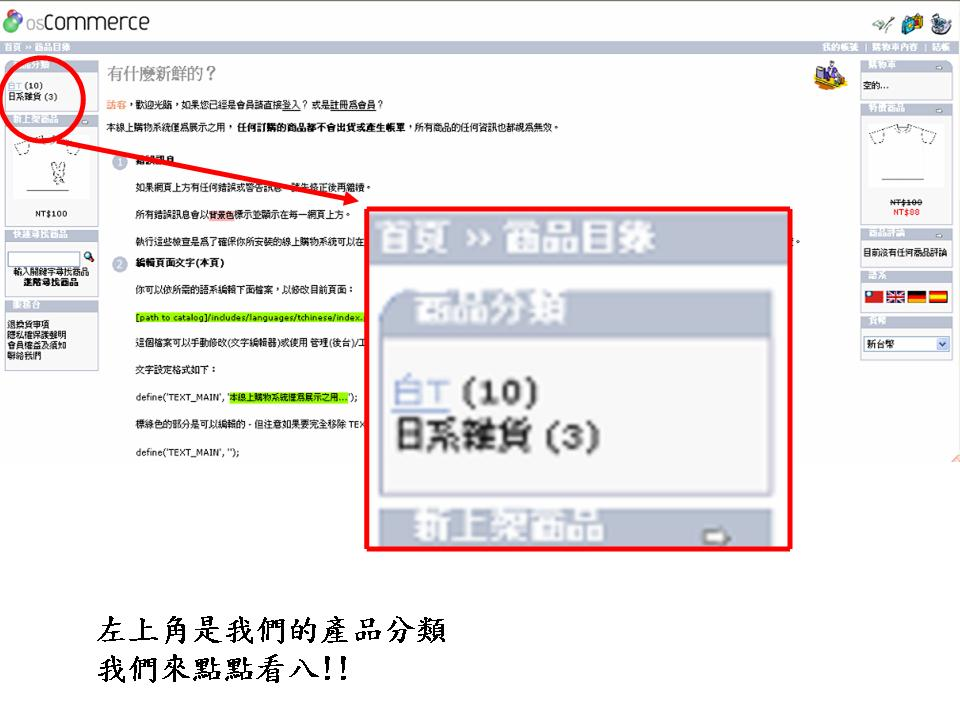 osCommerce
首頁 >> 商品目錄
我的帳號 | 購物車內容 | 結帳
白T (10)
日系雜貨 (3)
新上架商品
NT$100
快速尋找商品
輸入關鍵字尋找商品
進階尋找商品
服務台
退換貨事項
隱私權保護聲明
會員權益及須知
聯絡我們
有什麼新鮮的？
訪客，歡迎光臨，如果您已經是會員請直接登入？ 或是註冊為會員？
本線上購物系統僅為展示之用， 任何訂購的商品都不會出貨或產生帳單，所有商品的任何資訊也都視為無效。
1 錯誤訊息
如果網頁上方有任何錯誤或警告訊息，請先修正後再繼續。
所有錯誤訊息會以背景色標示並顯示在每一網頁上方。
執行這些檢查是為了確保你所安裝的線上購物系統可以在
2 編輯頁面文字(本頁)
你可以依所需的語系編輯下面檔案，以修改目前頁面：
[path to catalog]/includes/languages/tchinese/index.
這個檔案可以手動修改(文字編輯器)或使用 管理(後台)/工
文字設定格式如下：
define('TEXT_MAIN', '本線上購物系統僅為展示之用...');
標綠色的部分是可以編輯的 - 但注意如果要完全移除 TEX
define('TEXT_MAIN', '');
購物車
空的...
特價商品
NT$100
NT$88
商品評論
目前沒有任何商品評論
語系
貨幣
新台幣
首頁 >> 商品目錄
商品分類
白T (10)
日系雜貨 (3)
新上架商品
左上角是我們的產品分類
我們來點點看八!!